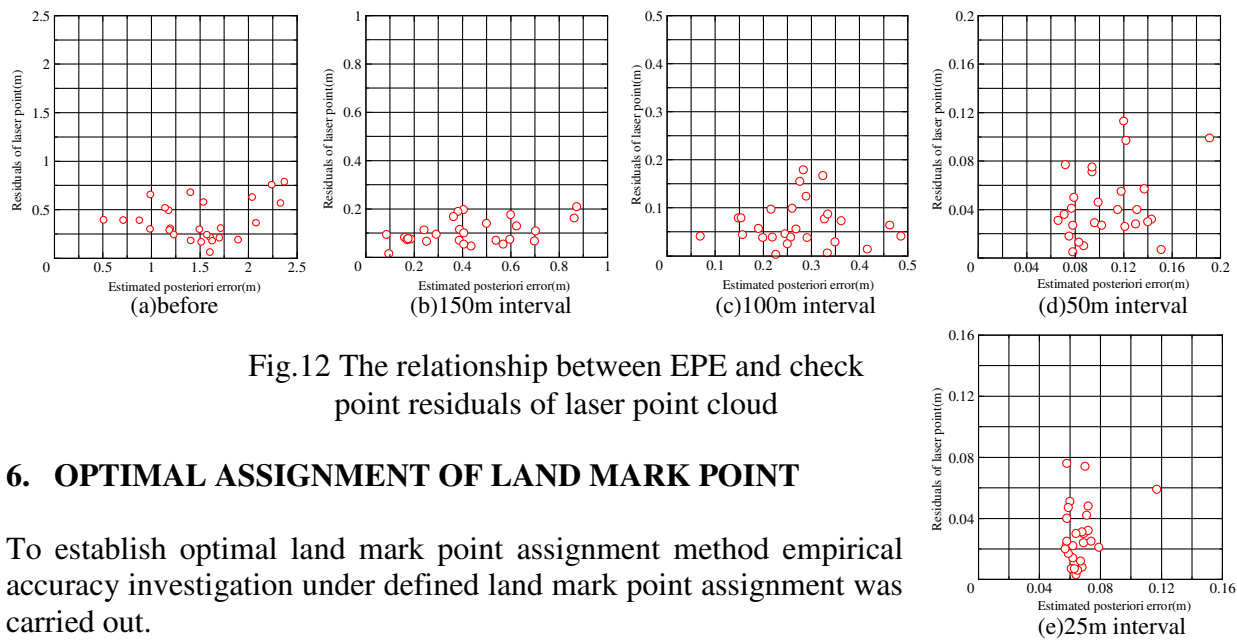 2.5
2
1.5
1
0.5
0
0.5
1
1.5
2
2.5
Residuals of laser point(m)
Estimated posteriori error(m)
(a)before
1
0.8
0.6
0.4
0.2
0
0.2
0.4
0.6
0.8
1
Residuals of laser point(m)
Estimated posteriori error(m)
(b)150m interval
0.5
0.4
0.3
0.2
0.1
0
0.1
0.2
0.3
0.4
0.5
Residuals of laser point(m)
Estimated posteriori error(m)
(c)100m interval
0.2
0.16
0.12
0.08
0.04
0
0.04
0.08
0.12
0.16
0.2
Residuals of laser point(m)
Estimated posteriori error(m)
(d)50m interval
0.16
0.12
0.08
0.04
0
0.04
0.08
0.12
0.16
Residuals of laser point(m)
Estimated posteriori error(m)
(e)25m interval
Fig.12 The relationship between EPE and check
point residuals of laser point cloud
6. OPTIMAL ASSIGNMENT OF LAND MARK POINT
To establish optimal land mark point assignment method empirical
accuracy investigation under defined land mark point assignment was
carried out.